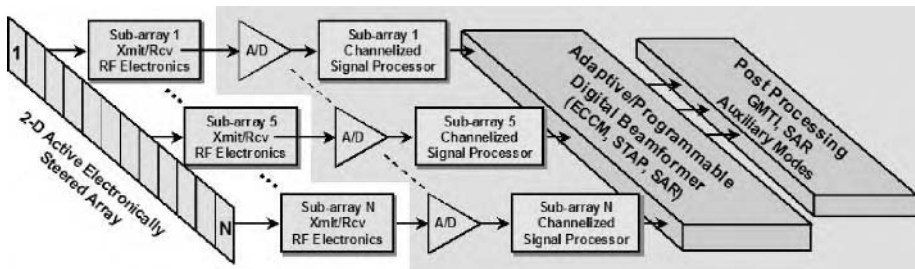 1
2-D Active Electronically
Steered Array
N
Sub-array 1
Xmit/Rcv
RF Electronics
A/D
Sub-array 1
Channelized
Signal Processor
Sub-array 5
Xmit/Rcv
RF Electronics
A/D
Sub-array 5
Channelized
Signal Processor
Sub-array N
Xmit/Rcv
RF Electronics
A/D
Sub-array N
Channelized
Signal Processor
Adaptive/Programmable
Digital Beamformer
(ECCM, STAP, SAR)
Post Processing
GMTI, SAR
Auxiliary Modes